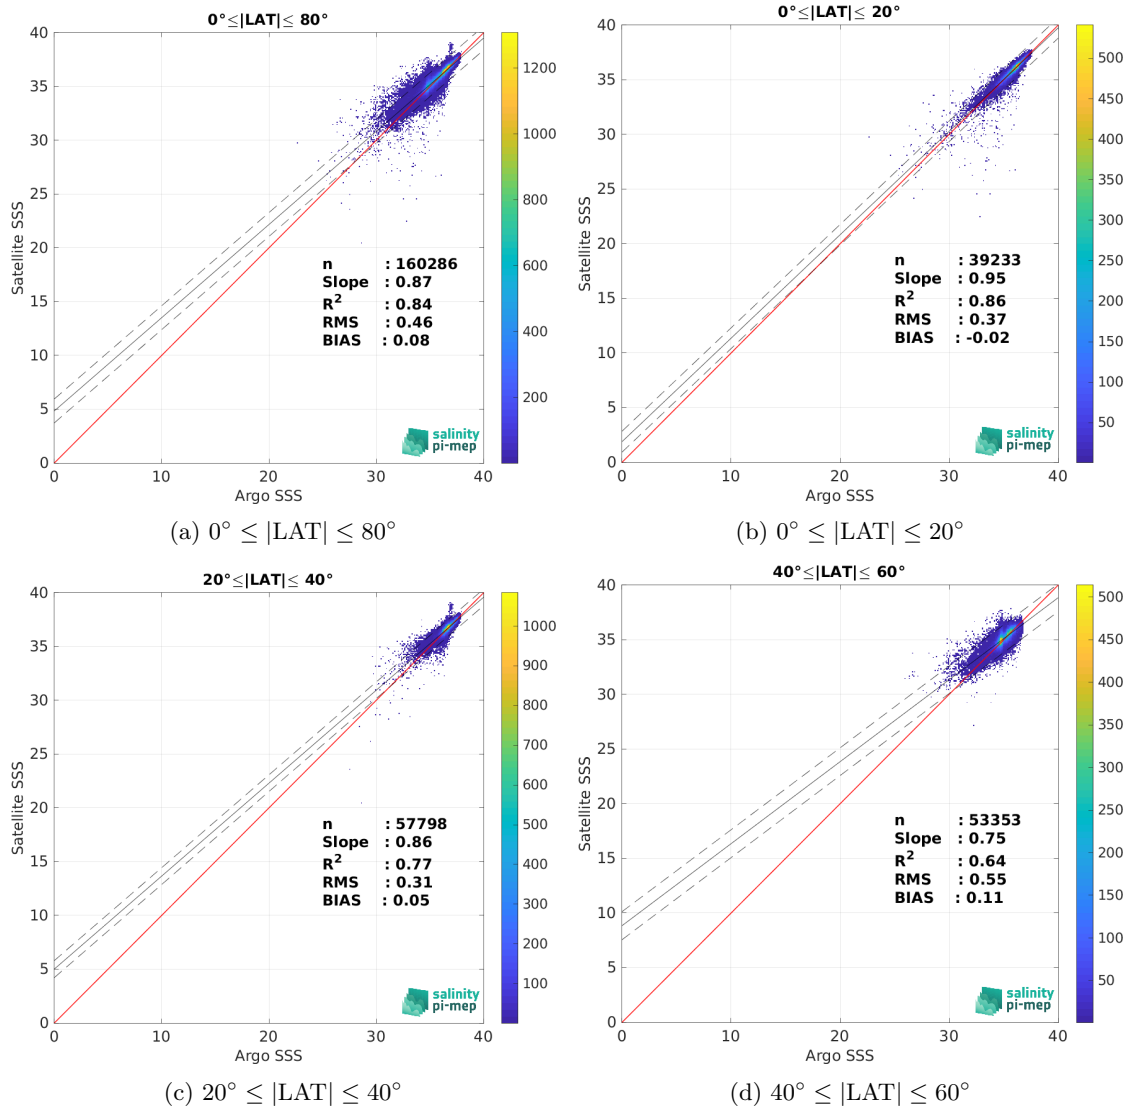 0°≤|LAT|≤ 80°
40
35
30
25
20
15
10
5
0
Satellite SSS
0
10
20
30
40
Argo SSS
n : 160286
Slope : 0.87
R² : 0.84
RMS : 0.46
BIAS : 0.08
salinity
pi-mep
1200
1000
800
600
400
200
(a) 0° ≤ |LAT| ≤ 80°
0°≤|LAT|≤ 20°
40
35
30
25
20
15
10
5
0
Satellite SSS
0
10
20
30
40
Argo SSS
n : 39233
Slope : 0.95
R² : 0.86
RMS : 0.37
BIAS : -0.02
salinity
pi-mep
500
450
400
350
300
250
200
150
100
50
(b) 0° ≤ |LAT| ≤ 20°
20°≤|LAT|≤ 40°
40
35
30
25
20
15
10
5
0
Satellite SSS
0
10
20
30
40
Argo SSS
n : 57798
Slope : 0.86
R² : 0.77
RMS : 0.31
BIAS : 0.05
salinity
pi-mep
1000
900
800
700
600
500
400
300
200
100
(c) 20° ≤ |LAT| ≤ 40°
40°≤|LAT|≤ 60°
40
35
30
25
20
15
10
5
0
Satellite SSS
0
10
20
30
40
Argo SSS
n : 53353
Slope : 0.75
R² : 0.64
RMS : 0.55
BIAS : 0.11
salinity
pi-mep
500
450
400
350
300
250
200
150
100
50
(d) 40° ≤ |LAT| ≤ 60°